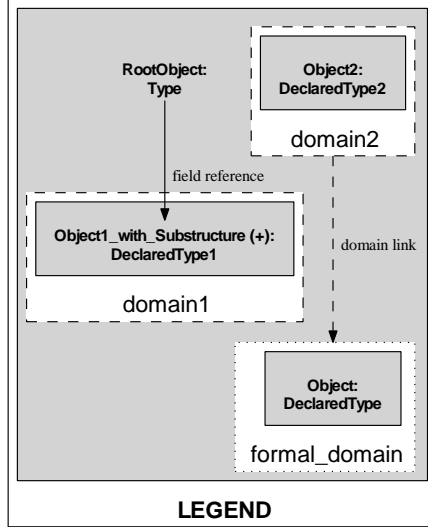 RootObject:
Type
Object2:
DeclaredType2
domain2
field reference
Object1_with_Substructure (+):
DeclaredType1
domain1
domain link
Object:
DeclaredType
formal_domain
LEGEND